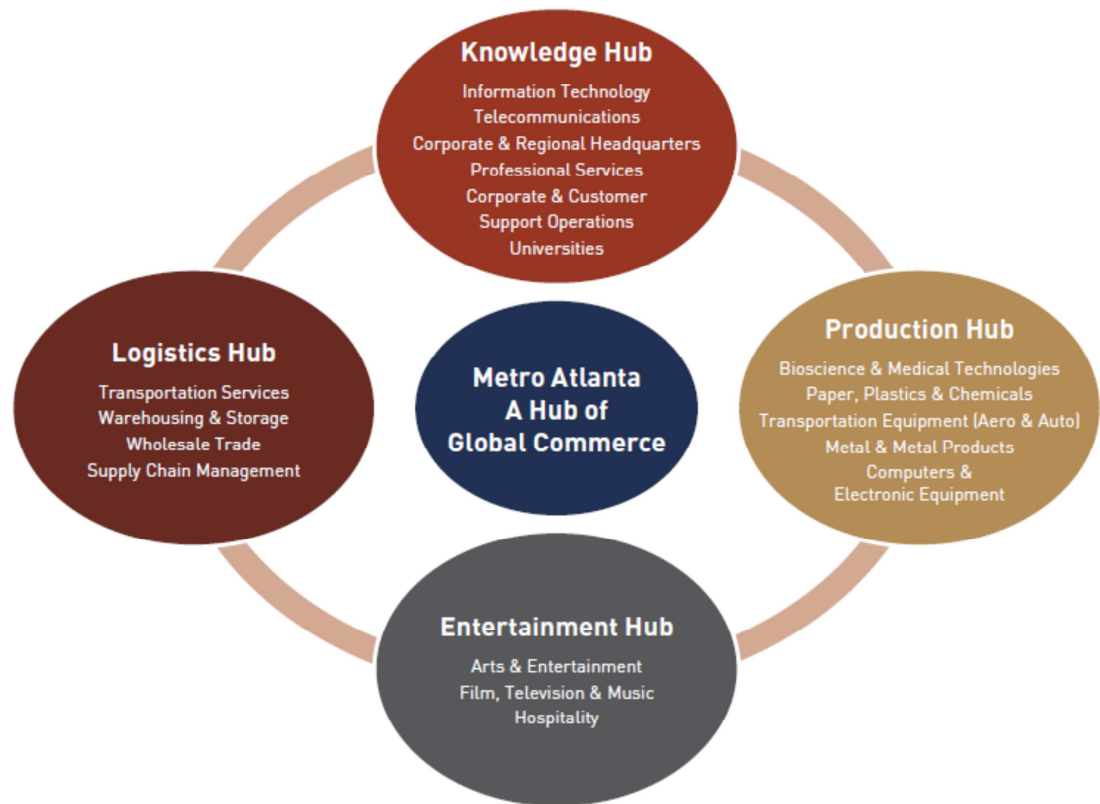 Knowledge Hub
Information Technology
Telecommunications
Corporate & Regional Headquarters
Professional Services
Corporate & Customer
Support Operations
Universities
Logistics Hub
Transportation Services
Warehousing & Storage
Wholesale Trade
Supply Chain Management
Metro Atlanta
A Hub of
Global Commerce
Production Hub
Bioscience & Medical Technologies
Paper, Plastics & Chemicals
Transportation Equipment (Aero & Auto)
Metal & Metal Products
Computers &
Electronic Equipment
Entertainment Hub
Arts & Entertainment
Film, Television & Music
Hospitality